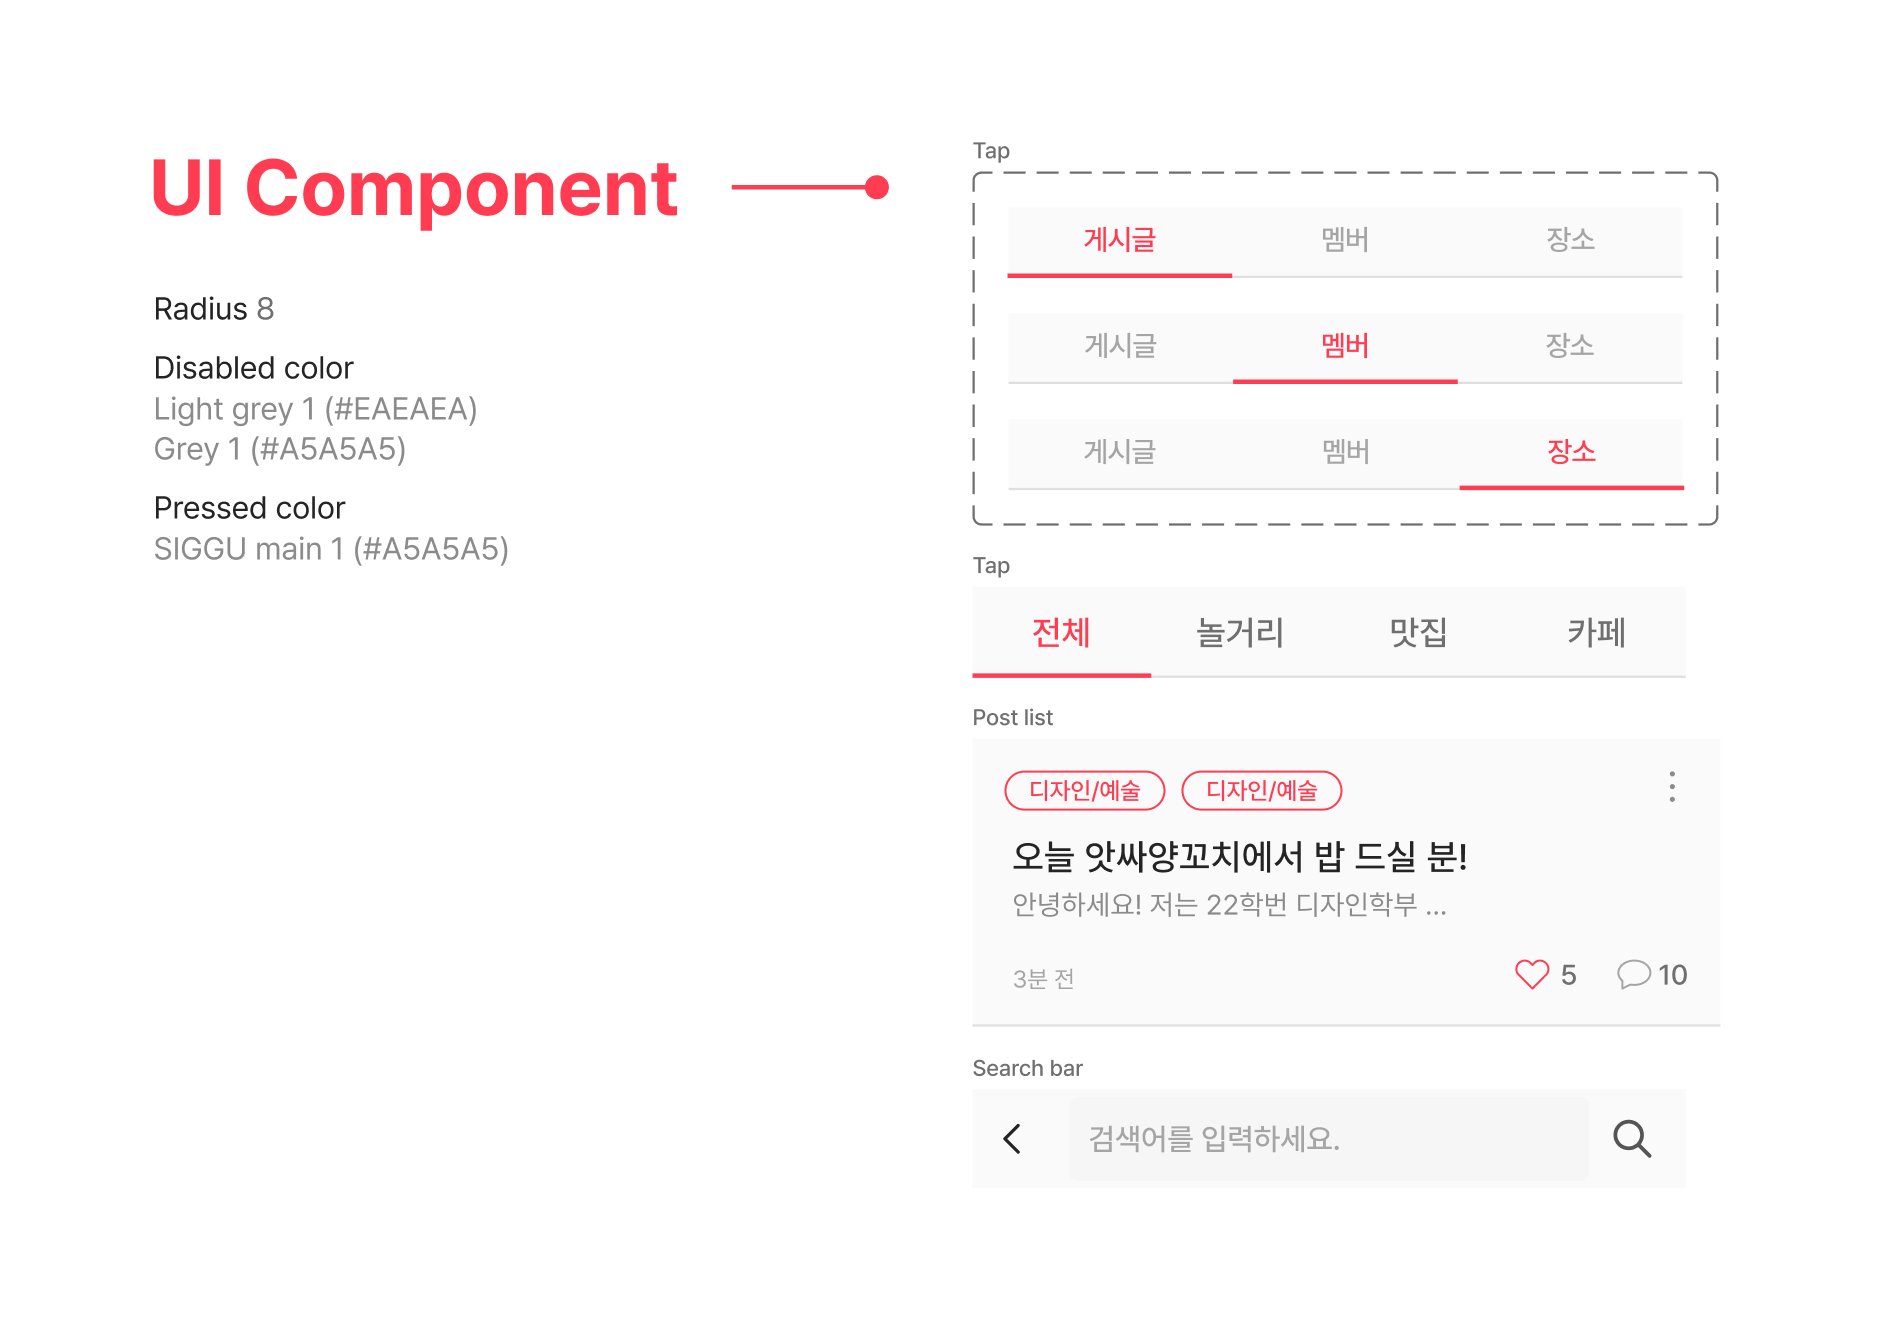 UI Component
Radius 8
Disabled color
Light grey 1 (#EAEAEA)
Grey 1 (#A5A5A5)
Pressed color
SIGGU main 1 (#A5A5A5)
Tap
게시글 멤버 장소
게시글 멤버 장소
게시글 멤버 장소
Tap
전체 놀거리 맛집 카페
Post list
디자인/예술 디자인/예술
오늘 앗싸양꼬치에서 밥 드실 분!
안녕하세요! 저는 22학번 디자인학부 ...
3분 전 5 10
Search bar
검색어를 입력하세요.